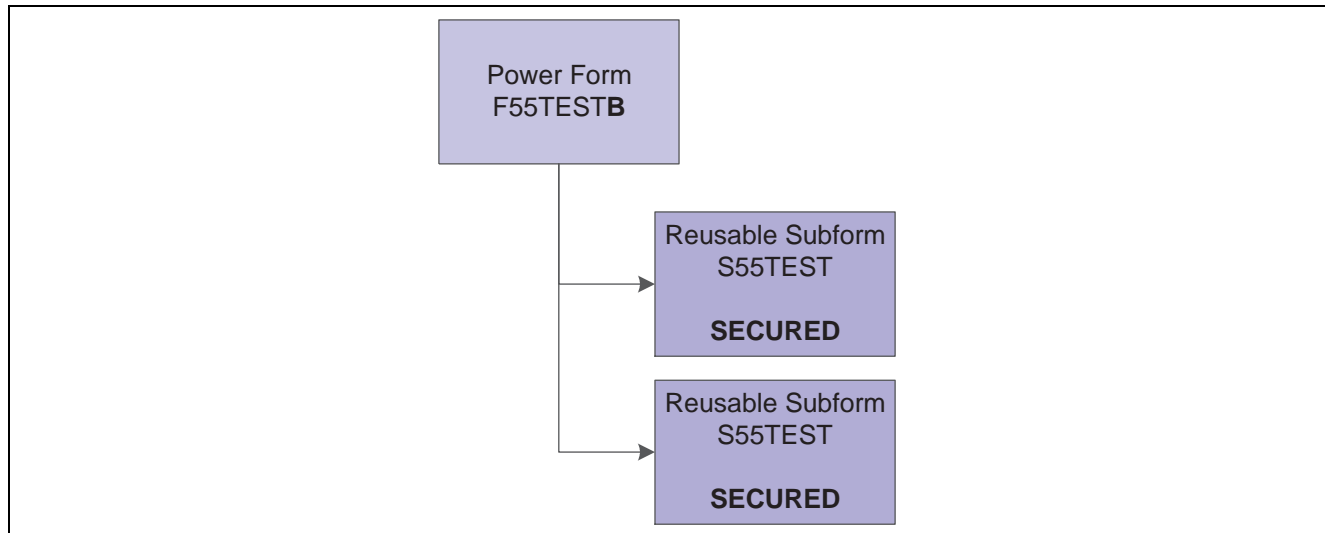 Power Form
F55TESTB
Reusable Subform
S55TEST
SECURED
Reusable Subform
S55TEST
SECURED